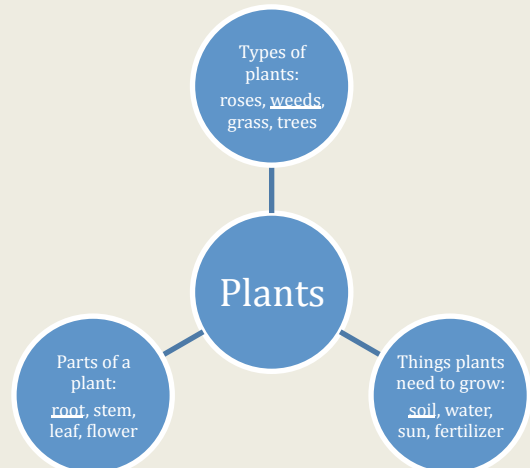 Types of
plants:
roses, weeds,
grass, trees
Plants
Parts of a
plant:
root, stem,
leaf, flower
Things plants
need to grow:
soil, water,
sun, fertilizer